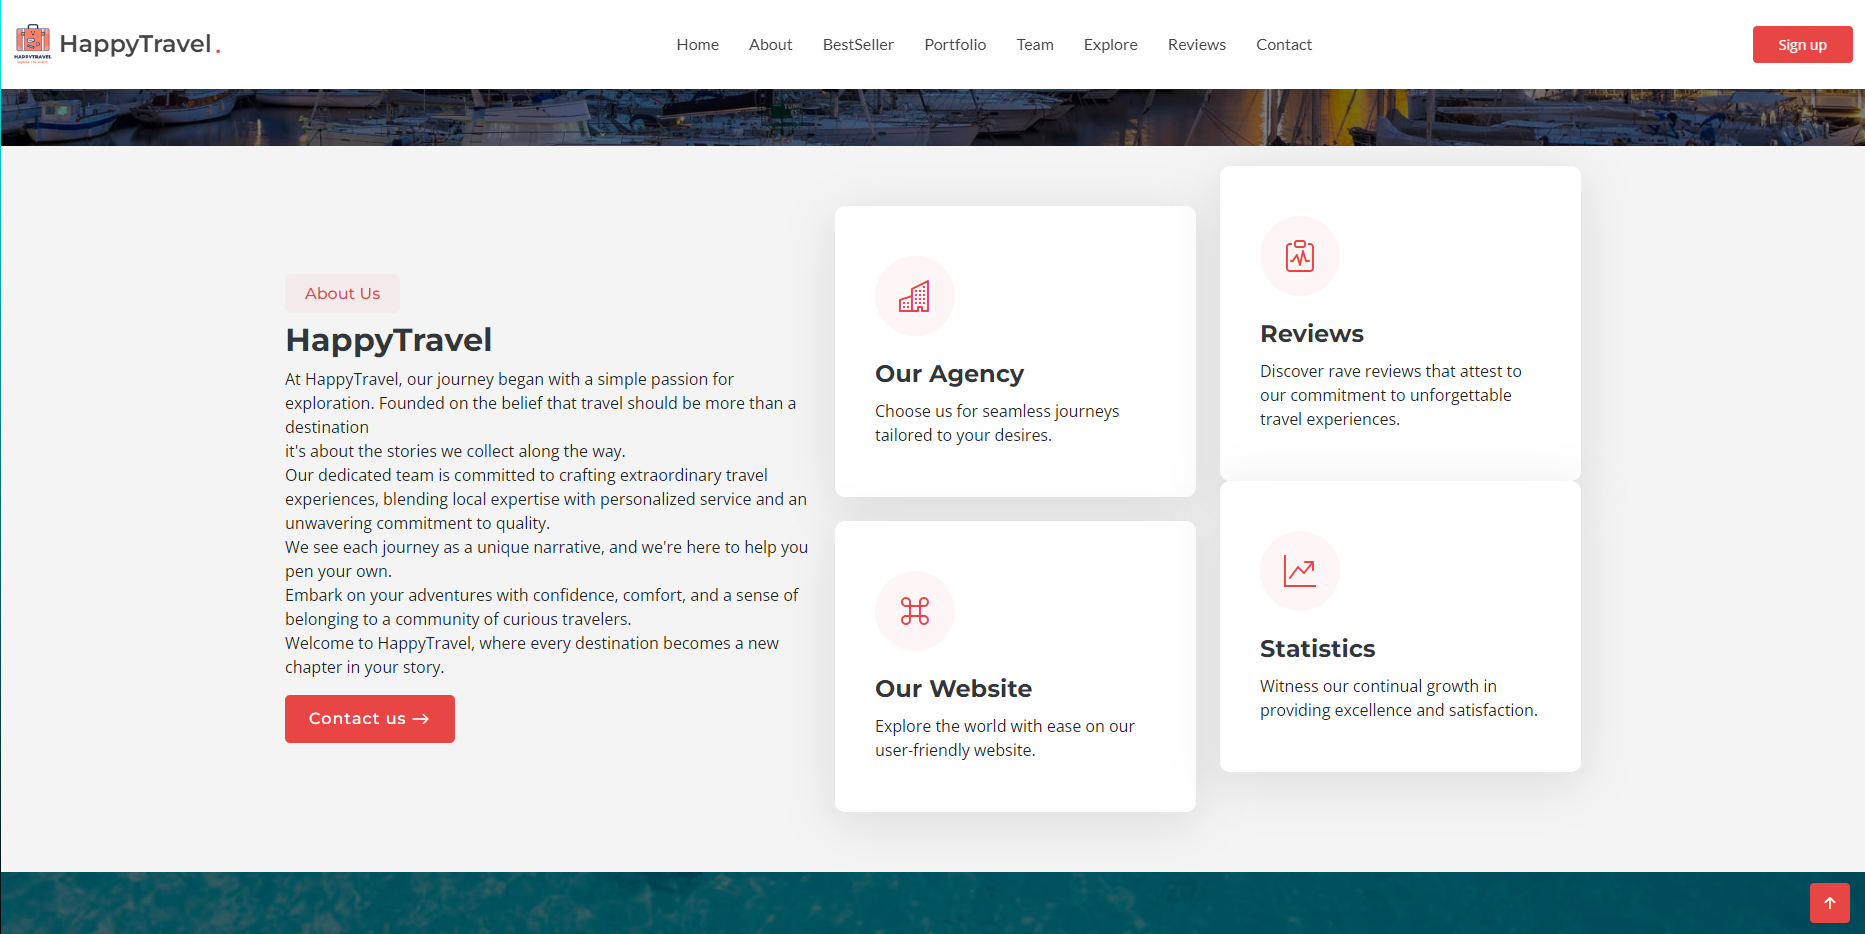 HAPPYTRAVEL
HappyTravel.
Home About BestSeller Portfolio Team Explore Reviews Contact
Sign up
About Us
HappyTravel
At HappyTravel, our journey began with a simple passion for
exploration. Founded on the belief that travel should be more than a
destination
it's about the stories we collect along the way.
Our dedicated team is committed to crafting extraordinary travel
experiences, blending local expertise with personalized service and an
unwavering commitment to quality.
We see each journey as a unique narrative, and we're here to help you
pen your own.
Embark on your adventures with confidence, comfort, and a sense of
belonging to a community of curious travelers.
Welcome to HappyTravel, where every destination becomes a new
chapter in your story.
Contact us →
Our Agency
Choose us for seamless journeys
tailored to your desires.
Our Website
Explore the world with ease on our
user-friendly website.
Reviews
Discover rave reviews that attest to
our commitment to unforgettable
travel experiences.
Statistics
Witness our continual growth in
providing excellence and satisfaction.